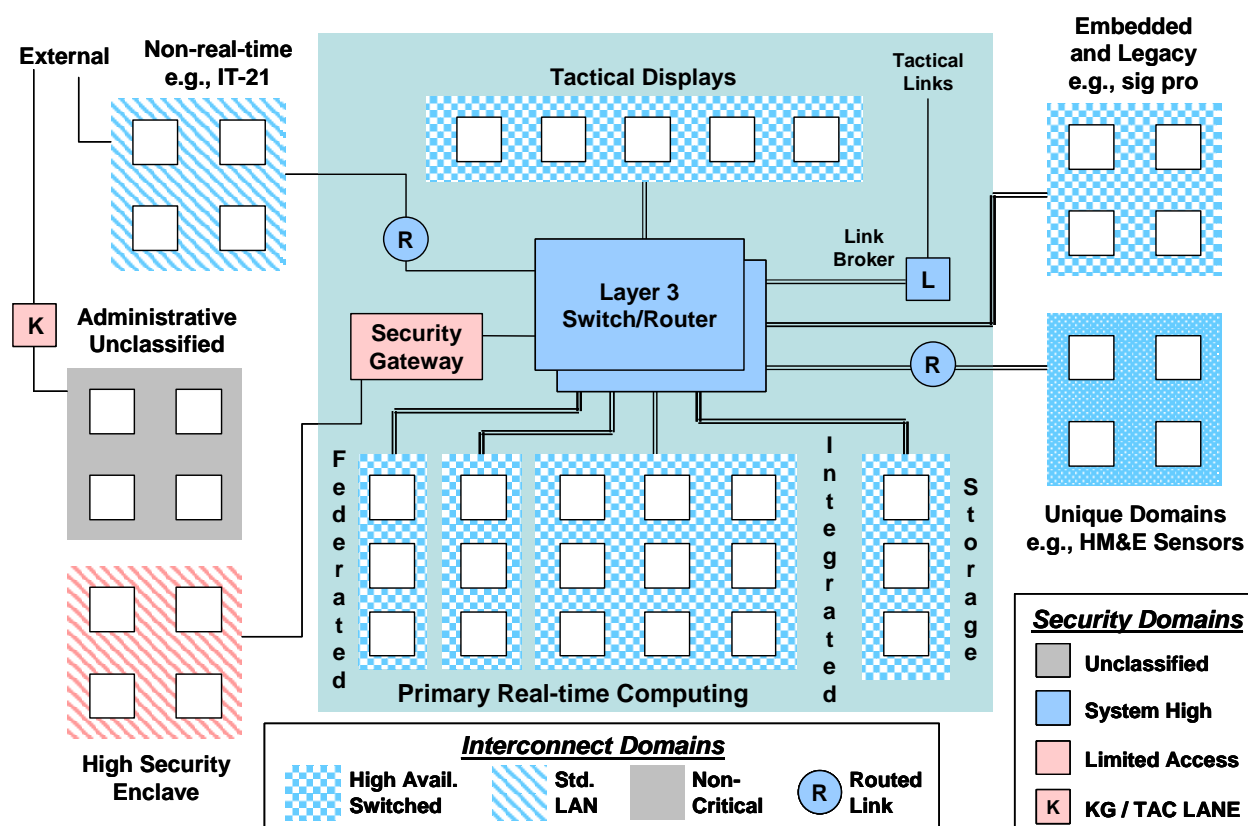 External
Non-real-time
e.g., IT-21
Tactical Displays
Tactical
Links
Embedded
and Legacy
e.g., sig pro
R
Link
Broker
L
Layer 3
Switch/Router
K
Administrative
Unclassified
Security
Gateway
R
Federated
Integrated
Storage
Unique Domains
e.g., HM&E Sensors
Primary Real-time Computing
High Security
Enclave
Interconnect Domains
High Avail.
Switched
Std.
LAN
Non-
Critical
R
Routed
Link
Security Domains
Unclassified
System High
Limited Access
K
KG / TAC LANE